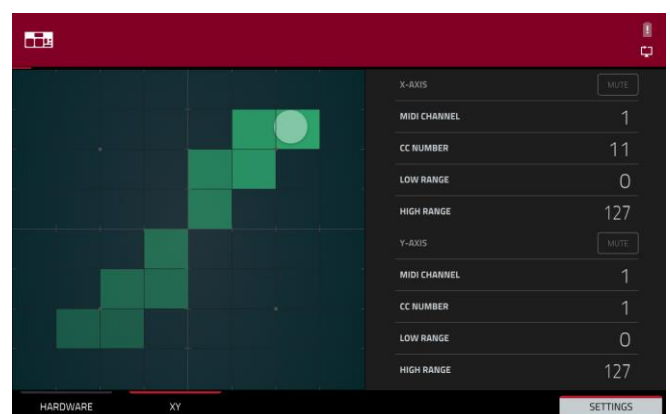 X-AXIS MUTE
MIDI CHANNEL 1
CC NUMBER 11
LOW RANGE 0
HIGH RANGE 127
Y-AXIS MUTE
MIDI CHANNEL 1
CC NUMBER 1
LOW RANGE 0
HIGH RANGE 127
HARDWARE XY SETTINGS